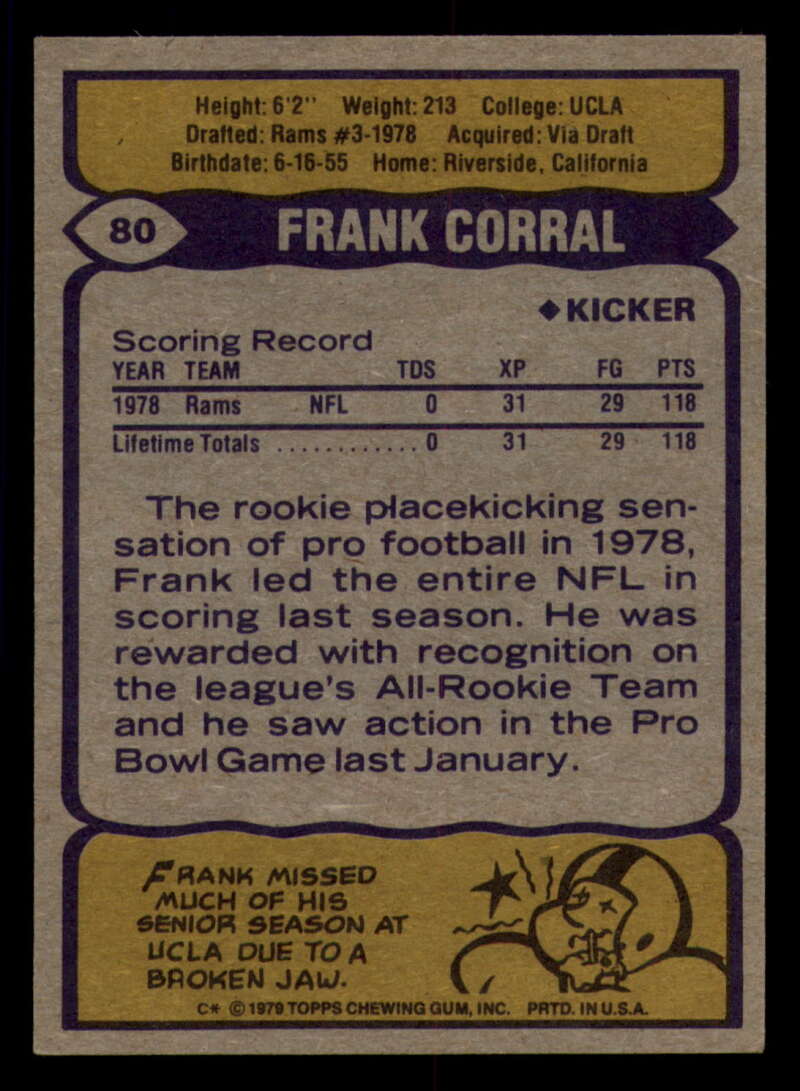 Height: 6'2" Weight: 213 College: UCLA
Drafted: Rams #3-1978 Acquired: Via Draft
Birthdate: 6-16-55 Home: Riverside, California
80 FRANK CORRAL
◆KICKER
Scoring Record
YEAR TEAM TDS XP FG PTS
1978 Rams NFL 0 31 29 118
Lifetime Totals ............ 0 31 29 118
The rookie placekicking sen-
sation of pro football in 1978,
Frank led the entire NFL in
scoring last season. He was
rewarded with recognition on
the league's All-Rookie Team
and he saw action in the Pro
Bowl Game last January.
FRANK MISSED
MUCH OF HIS
SENIOR SEASON AT
UCLA DUE TO A
BROKEN JAW.
C* © 1979 TOPPS CHEWING GUM, INC. PRTD. IN U.S.A.